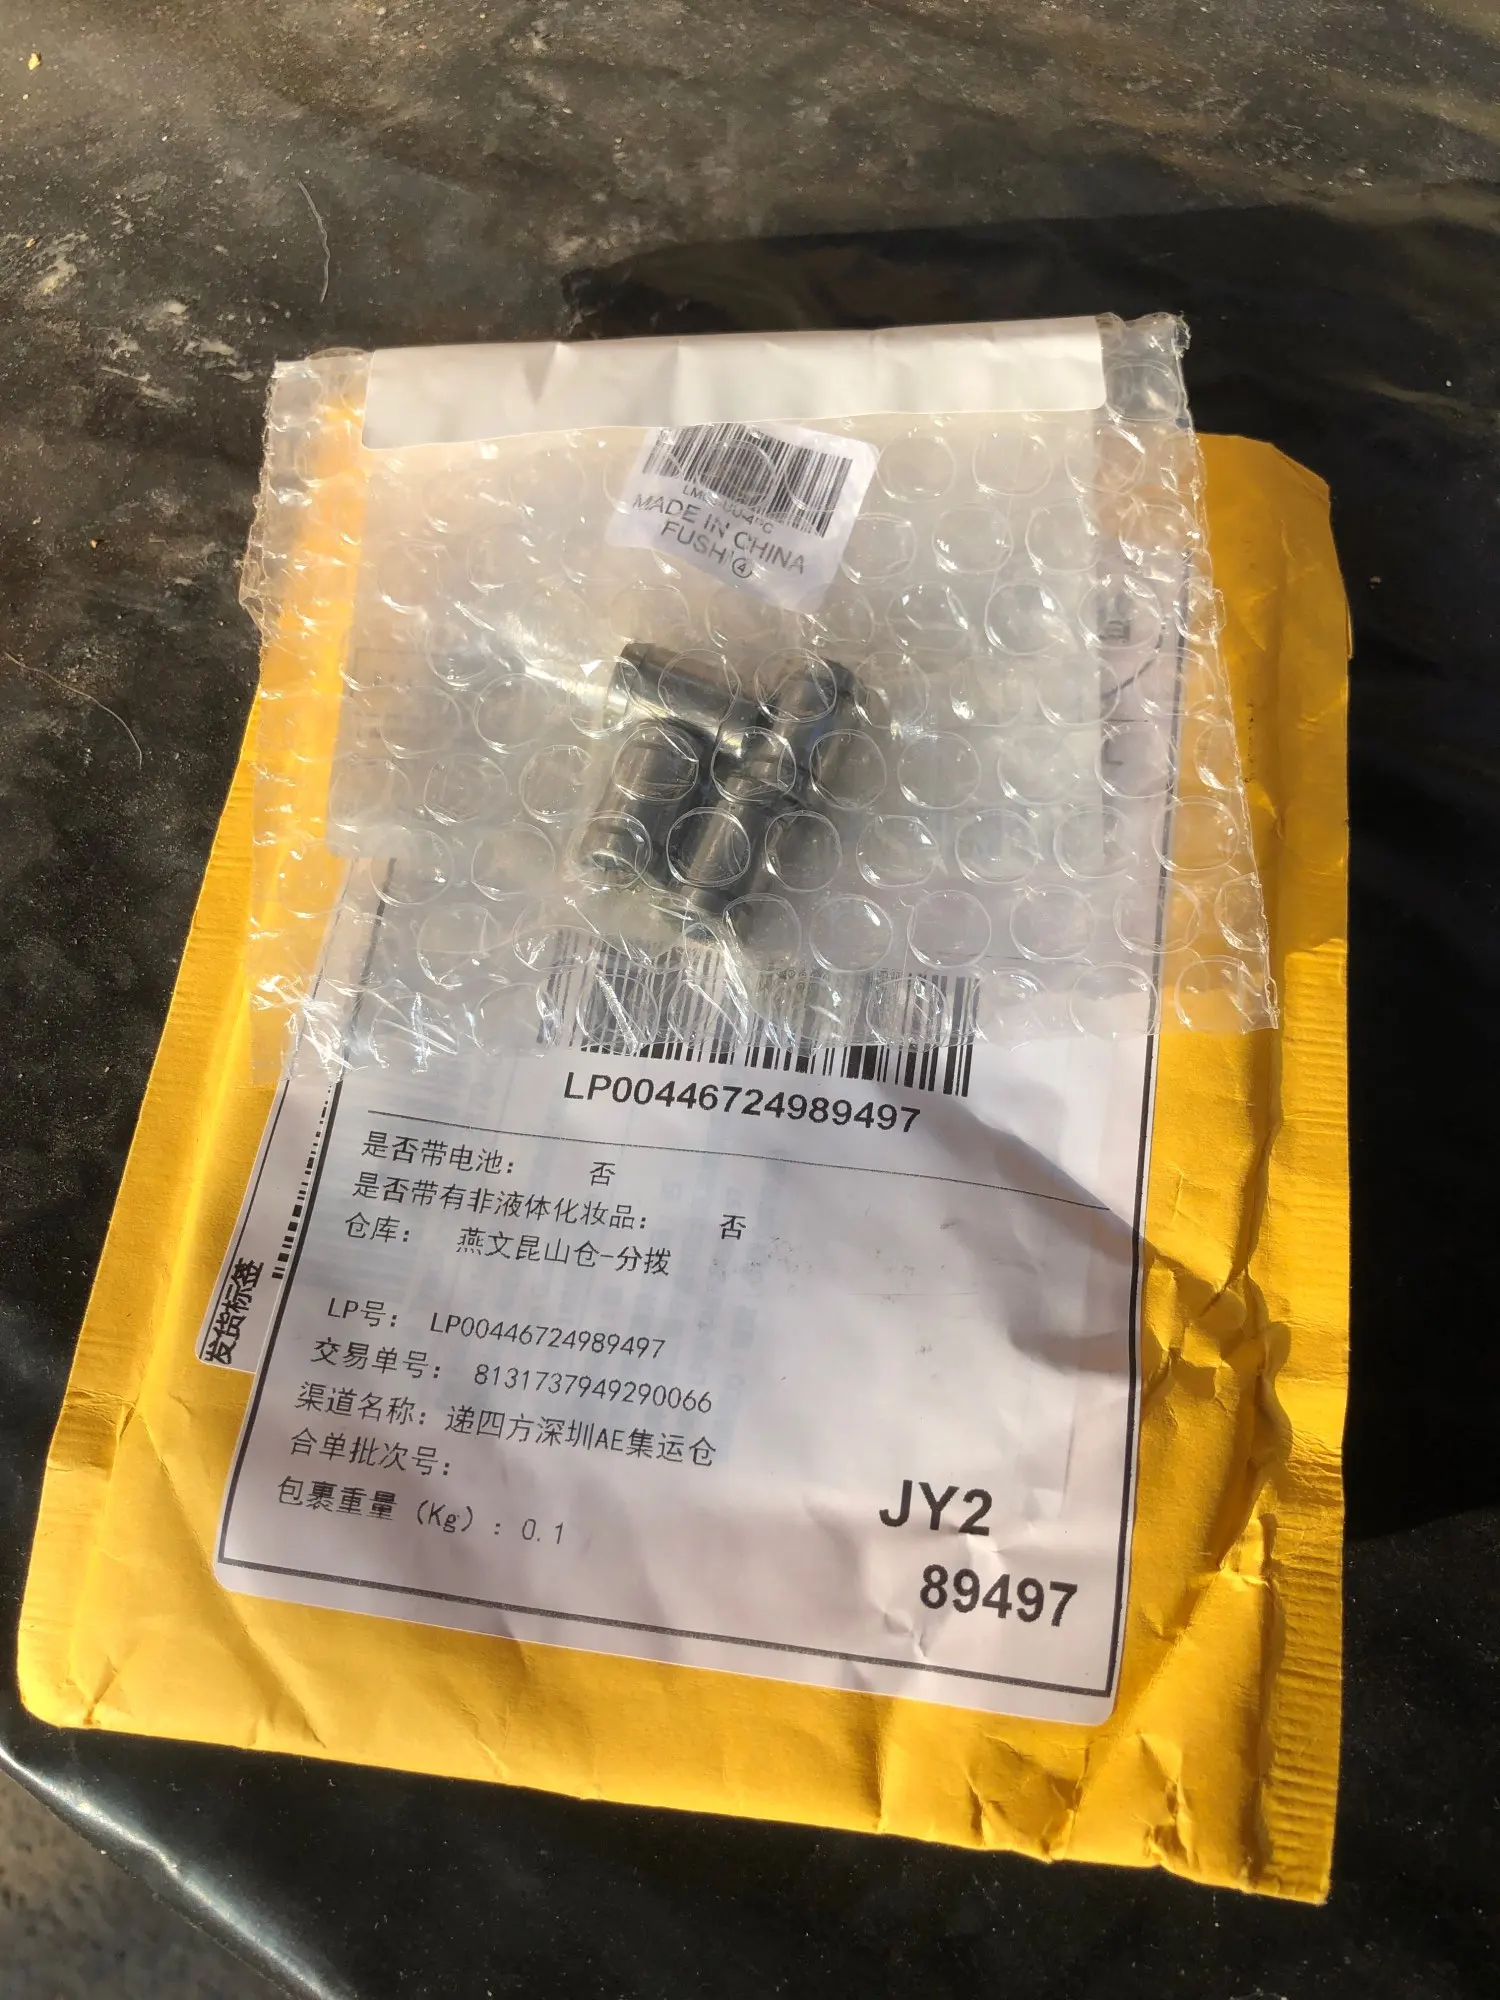 MADE IN CHINA
FUSHI④
LP00446724989497
是否带电池: 否
是否带有非液体化妆品: 否
仓库: 燕文昆山仓-分拨
LP号: LP00446724989497
交易单号: 8131737949290066
渠道名称: 递四方深圳AE集运仓
合单批次号:
包裹重量 (Kg) : 0.1
JY2
89497
发货标签